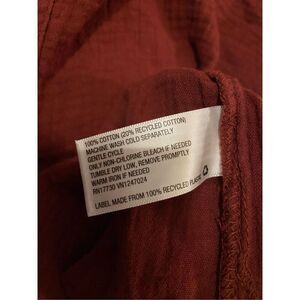 100% COTTON (20% RECYCLED COTTON)
MACHINE WASH COLD SEPARATELY
GENTLE CYCLE
ONLY NON-CHLORINE BLEACH IF NEEDED
TUMBLE DRY LOW, REMOVE PROMPTLY
WARM IRON IF NEEDED
RN17730 VN1247024
LABEL MADE FROM 100% RECYCLED PLASTIC